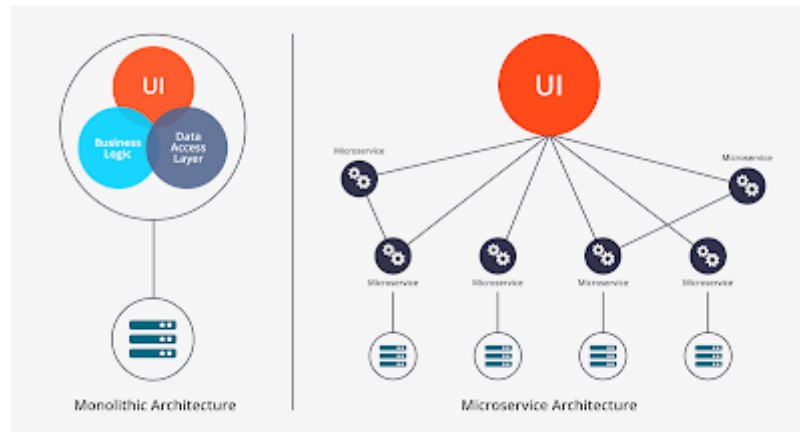 UI
Business
Logic
Data
Access
Layer
Monolithic Architecture
UI
Microservice
Microservice
Microservice
Microservice
Microservice
Microservice
Microservice Architecture